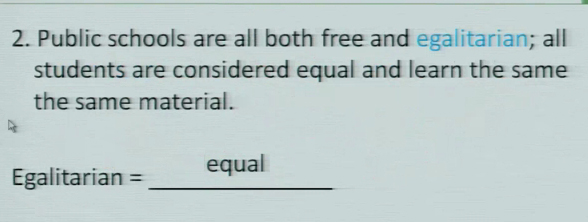 2. Public schools are all both free and egalitarian; all
students are considered equal and learn the same
the same material.
equal
Egalitarian = ____________